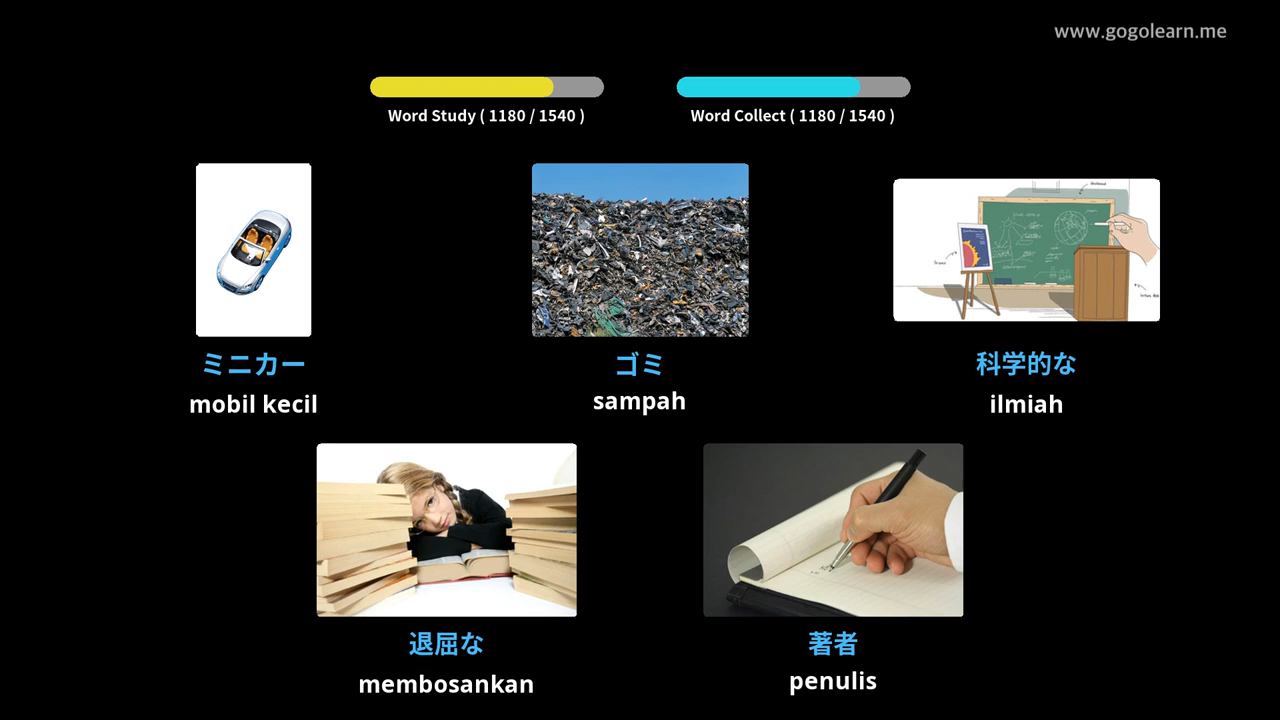 www.gogolearn.me
Word Study ( 1180 / 1540 )
Word Collect ( 1180 / 1540 )
ミニカー
mobil kecil
ゴミ
sampah
科学的な
ilmiah
退屈な
membosankan
著者
penulis